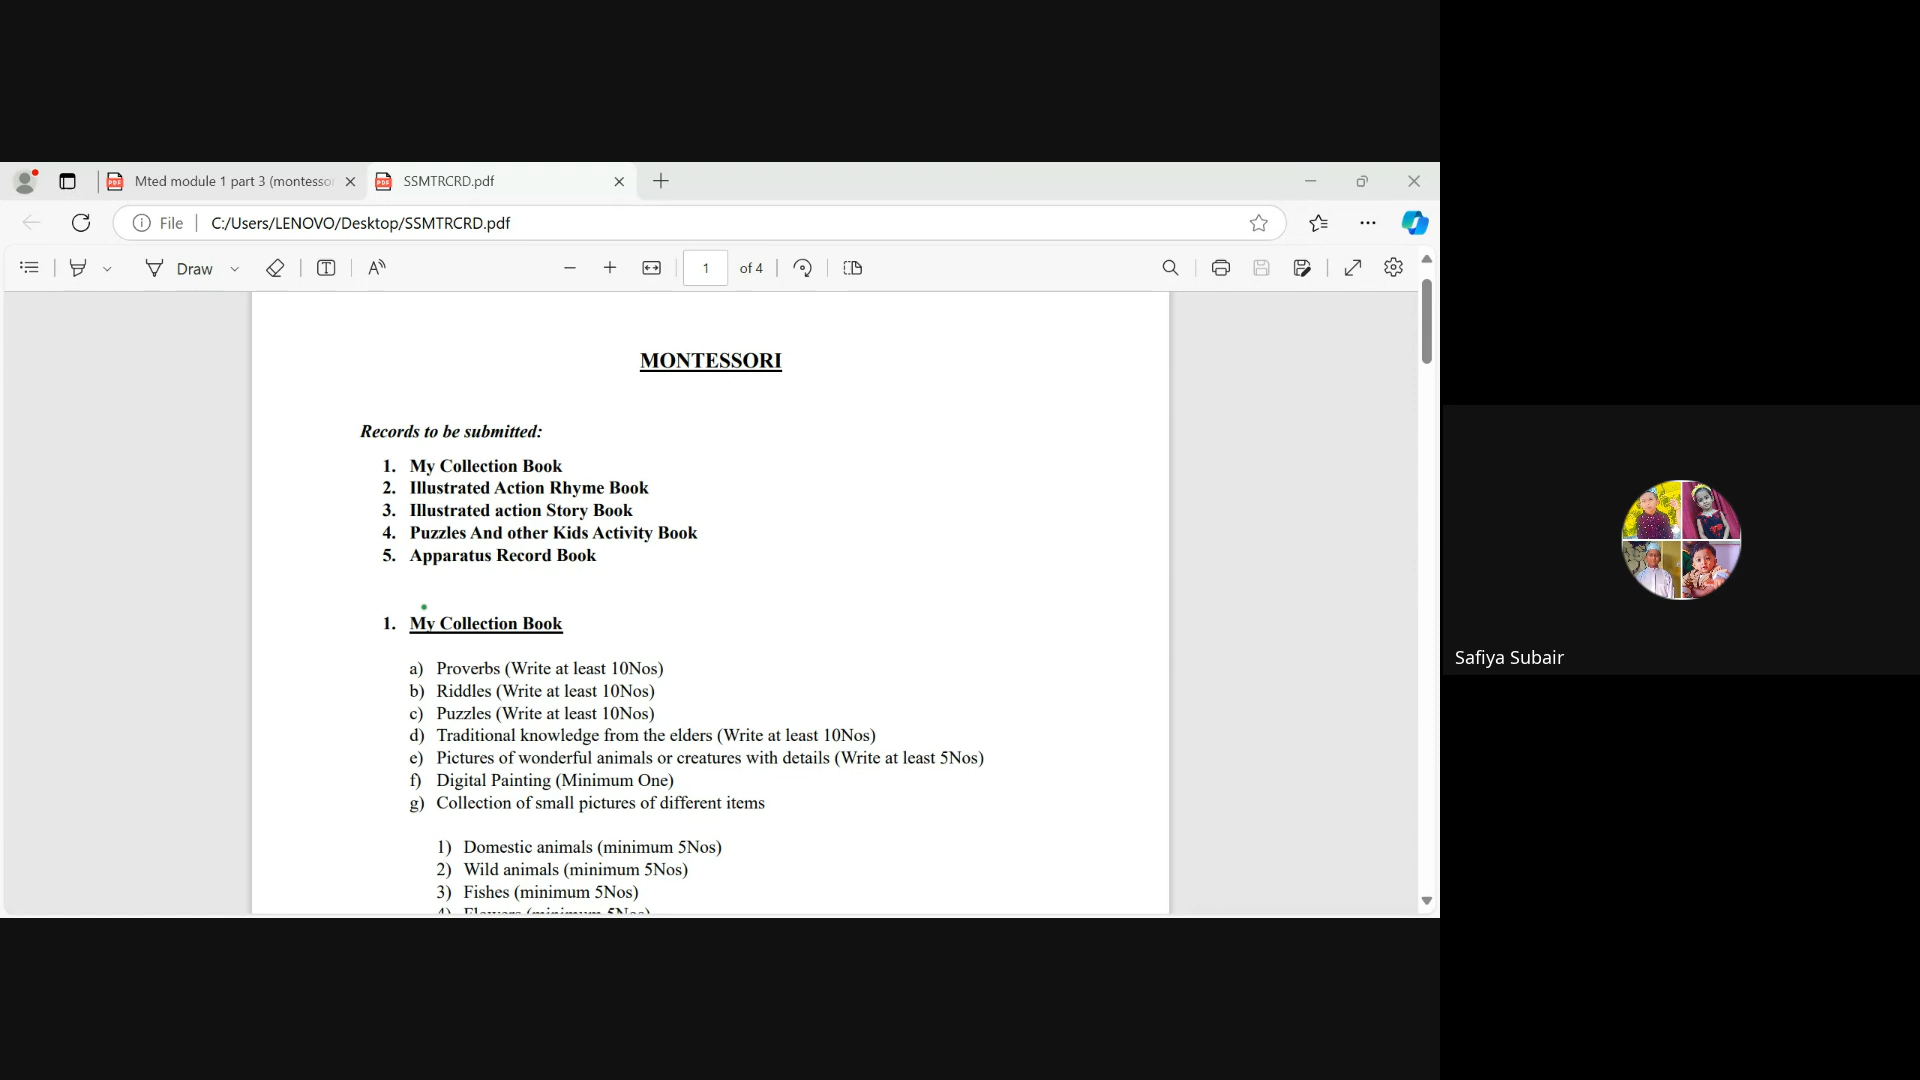 Mted module 1 part 3 (montesso
SSMTRCRD.pdf
File
C:/Users/LENOVO/Desktop/SSMTRCRD.pdf
Draw
1 of 4
MONTESSORI
Records to be submitted:
1. My Collection Book
2. Illustrated Action Rhyme Book
3. Illustrated action Story Book
4. Puzzles And other Kids Activity Book
5. Apparatus Record Book
1. My Collection Book
a) Proverbs (Write at least 10Nos)
b) Riddles (Write at least 10Nos)
c) Puzzles (Write at least 10Nos)
d) Traditional knowledge from the elders (Write at least 10Nos)
e) Pictures of wonderful animals or creatures with details (Write at least 5Nos)
f) Digital Painting (Minimum One)
g) Collection of small pictures of different items
1) Domestic animals (minimum 5Nos)
2) Wild animals (minimum 5Nos)
3) Fishes (minimum 5Nos)
4) Flowers (minimum 5Nos)
Safiya Subair